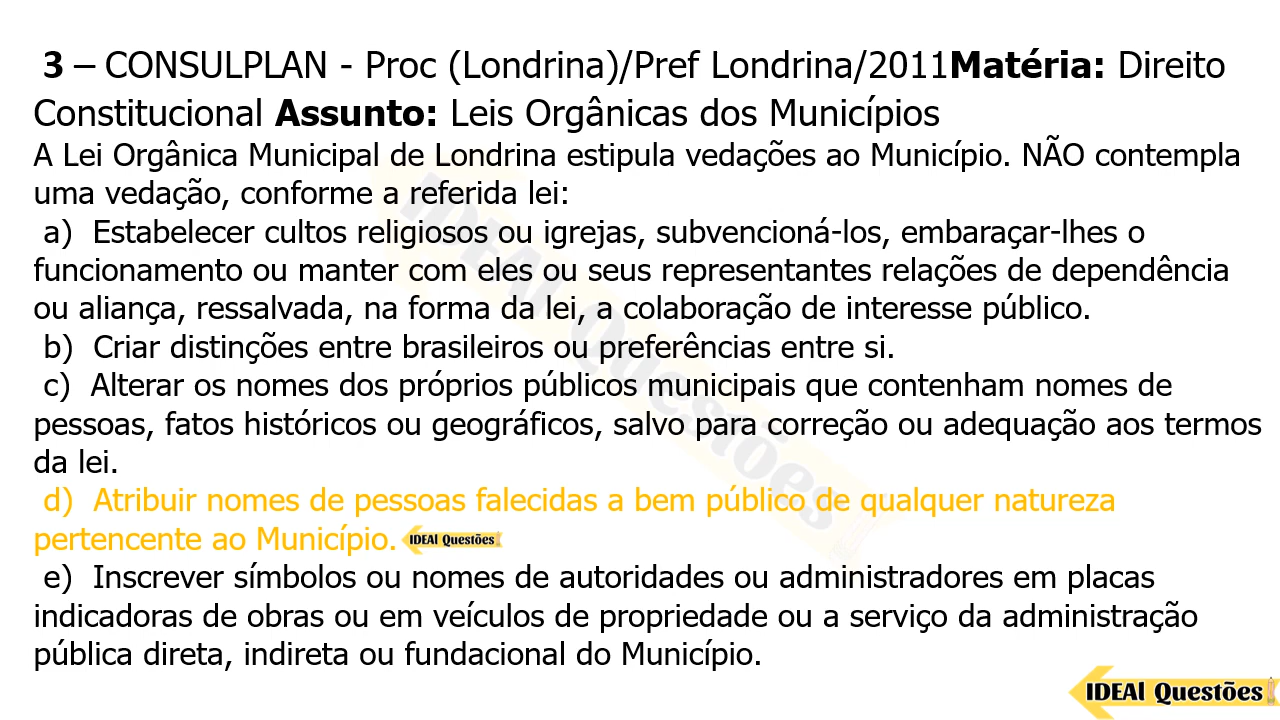 3 – CONSULPLAN - Proc (Londrina)/Pref Londrina/2011Matéria: Direito
Constitucional Assunto: Leis Orgânicas dos Municípios
A Lei Orgânica Municipal de Londrina estipula vedações ao Município. NÃO contempla
uma vedação, conforme a referida lei:
a) Estabelecer cultos religiosos ou igrejas, subvencioná-los, embaraçar-lhes o
funcionamento ou manter com eles ou seus representantes relações de dependência
ou aliança, ressalvada, na forma da lei, a colaboração de interesse público.
b) Criar distinções entre brasileiros ou preferências entre si.
c) Alterar os nomes dos próprios públicos municipais que contenham nomes de
pessoas, fatos históricos ou geográficos, salvo para correção ou adequação aos termos
da lei.
d) Atribuir nomes de pessoas falecidas a bem público de qualquer natureza
pertencente ao Município. IDEAl Questões
e) Inscrever símbolos ou nomes de autoridades ou administradores em placas
indicadoras de obras ou em veículos de propriedade ou a serviço da administração
pública direta, indireta ou fundacional do Município.
IDEAl Questões
IDEAl Questões